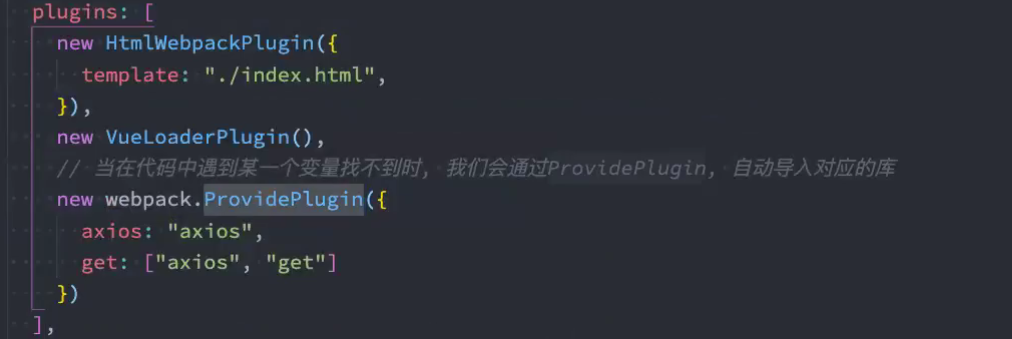 plugins: [
new HtmlWebpackPlugin({
template: "./index.html",
}),
new VueLoaderPlugin(),
// 当在代码中遇到某一个变量找不到时, 我们会通过ProvidePlugin, 自动导入对应的库
new webpack.ProvidePlugin({
axios: "axios",
get: ["axios", "get"]
})
],